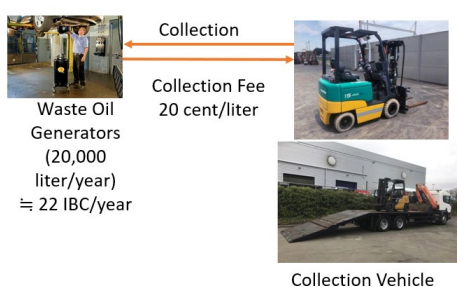 Collection
Collection Fee
20 cent/liter
Waste Oil
Generators
(20,000
liter/year)
≒ 22 IBC/year
Collection Vehicle